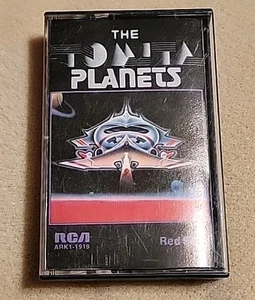 THE
TOMITA
PLANETS
RCA
ARK1-1919
Red